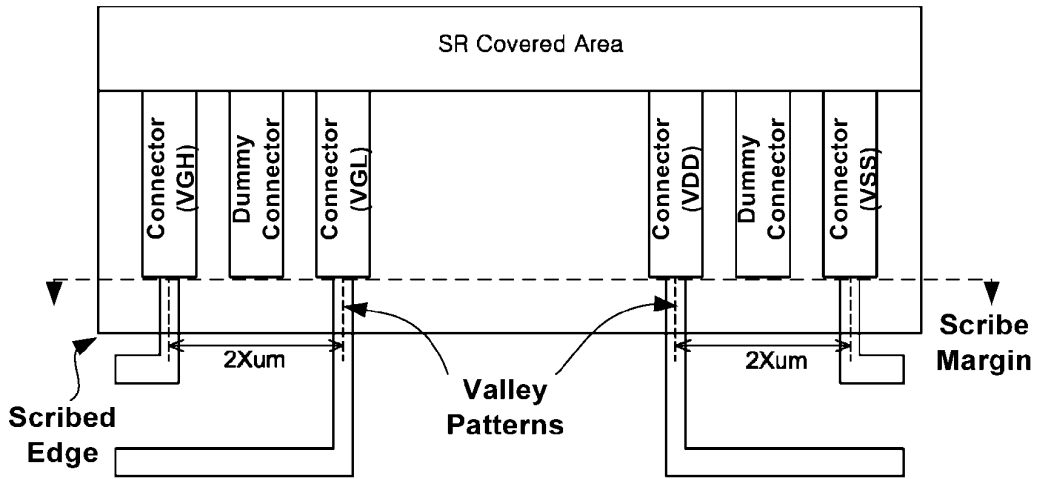 SR Covered Area
Connector
(VGH)
Dummy
Connector
Connector
(VGL)
Connector
(VDD)
Dummy
Connector
Connector
(VSS)
Scribe
Margin
2Xum
2Xum
Valley
Patterns
Scribed
Edge